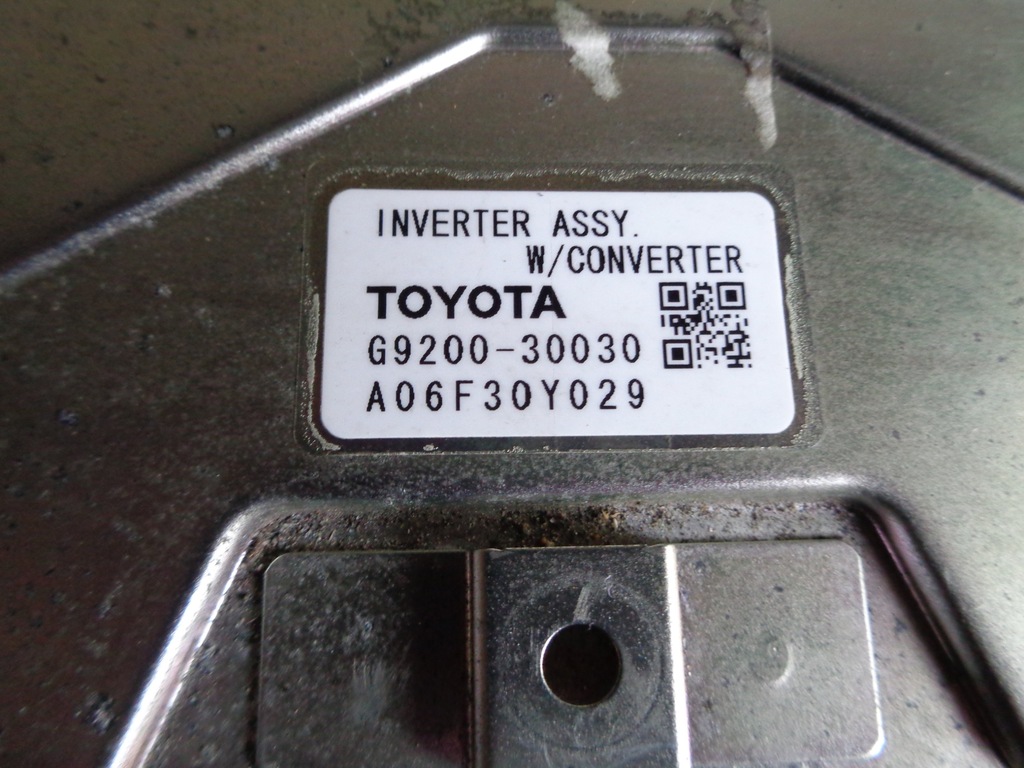 INVERTER ASSY.
W/CONVERTER
TOYOTA
G9200-30030
A06F30Y029